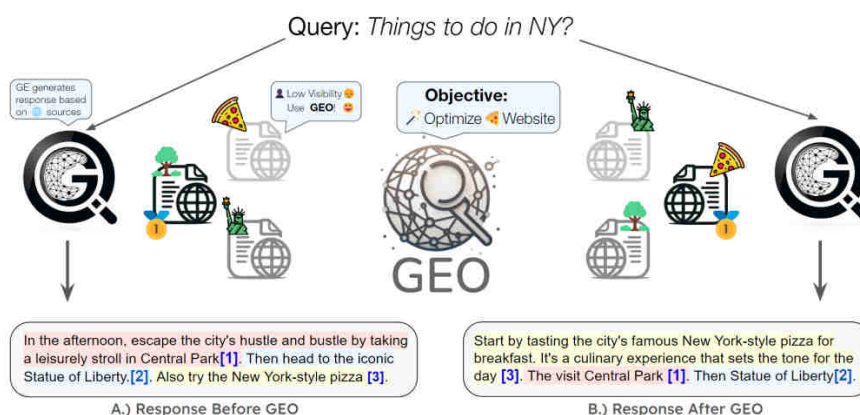 Query: Things to do in NY?
GE generates
response based
on sources
Low Visibility
Use GEO!
Objective:
Optimize Website
G
1
GEO
1
G
In the afternoon, escape the city's hustle and bustle by taking
a leisurely stroll in Central Park[1]. Then head to the iconic
Statue of Liberty.[2]. Also try the New York-style pizza [3].
Start by tasting the city's famous New York-style pizza for
breakfast. It's a culinary experience that sets the tone for the
day [3]. The visit Central Park [1]. Then Statue of Liberty[2].
A.) Response Before GEO
B.) Response After GEO